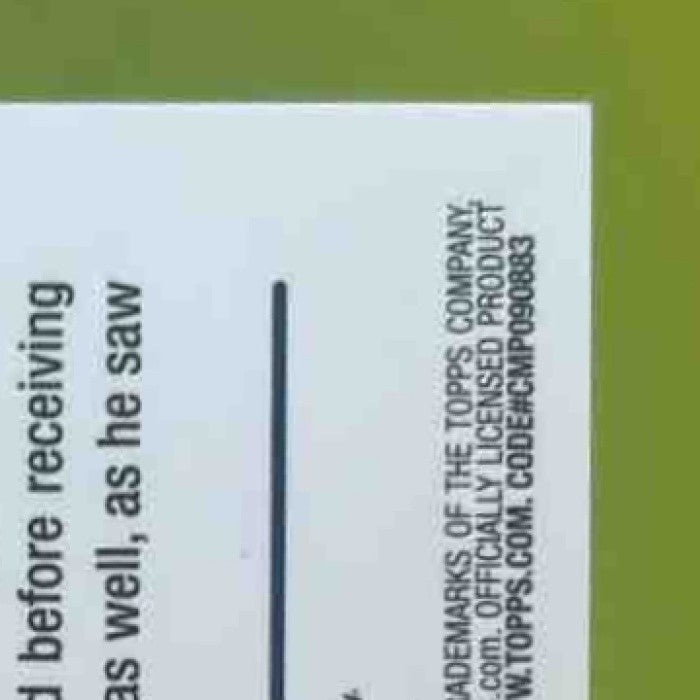 d before receiving
as well, as he saw
ADEMARKS OF THE TOPPS COMPANY,
.com. OFFICIALLY LICENSED PRODUCT
W.TOPPS.COM. CODE#CMP090883